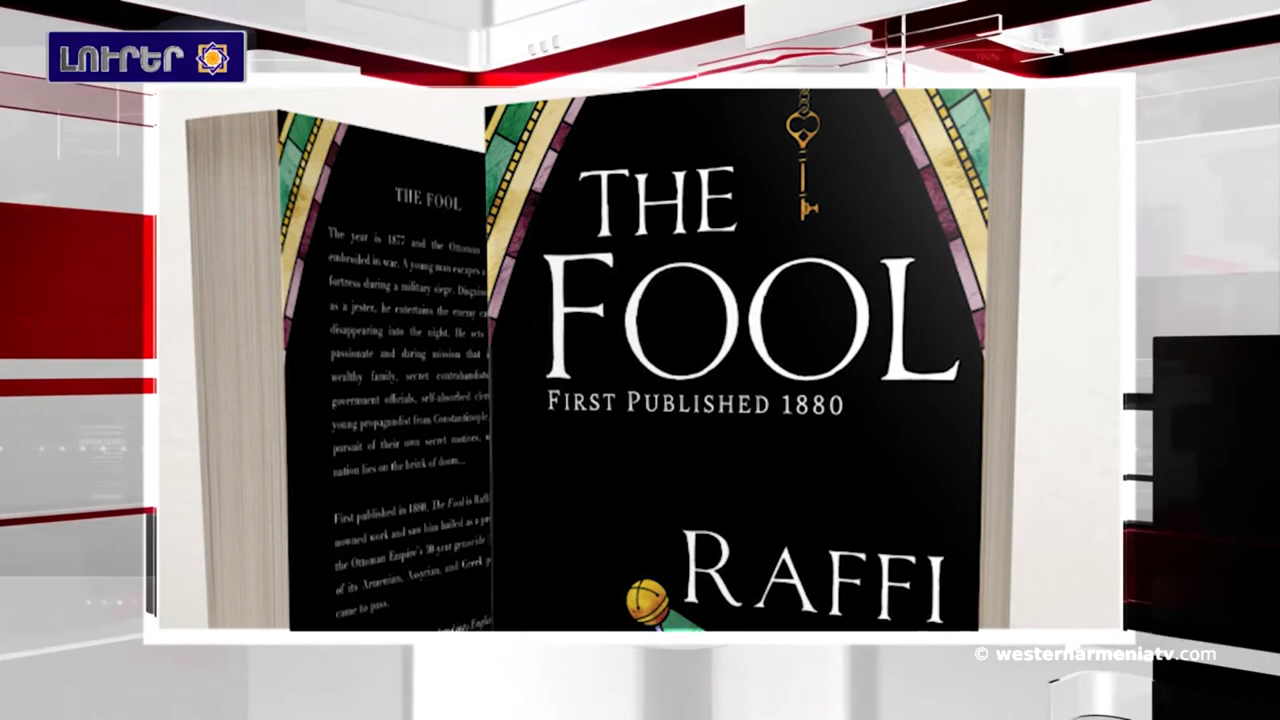 ԼՈՒՐԵՐ
THE FOOL
The year is 1877 and the Ottoman
embroiled in war. A young man escapes a
fortress during a military siege. Disguise
as a jester, he entertains the enemy
disappearing into the night. He sets
passionate and daring mission that
wealthy family, secret contrabandists
government officials, self-absorbed
young propagandist from Constantinople
pursuit of their own secret motives,
nation lies on the brink of doom...
First published in 1880, The Fool is Raffi
nowned work and saw him hailed as a
the Ottoman Empire's 30-year genocide
of its Armenian, Assyrian, and Greek
came to pass.
THE
FOOL
FIRST PUBLISHED 1880
RAFFI
© westernarmeniatv.com